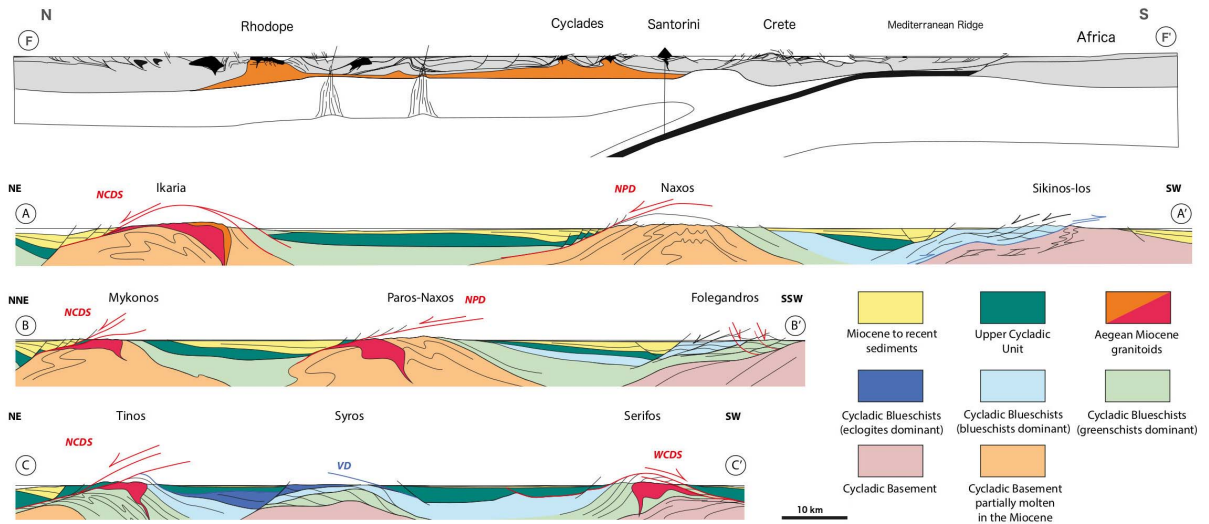 N
S
F
Rhodope
Cyclades
Santorini
Crete
Mediterranean Ridge
Africa
F'
NE
NCDS
Ikaria
NPD
Naxos
Sikinos-Ios
SW
A
A'
NNE
NCDS
Mykonos
Paros-Naxos
NPD
Folegandros
SSW
B
B'
NE
NCDS
Tinos
Syros
VD
Serifos
WCDS
SW
C
C'
Miocene to recent
sediments
Upper Cycladic
Unit
Aegean Miocene
granitoids
Cycladic Blueschists
(eclogites dominant)
Cycladic Blueschists
(blueschists dominant)
Cycladic Blueschists
(greenschists dominant)
Cycladic Basement
Cycladic Basement
partially molten
in the Miocene
10 km